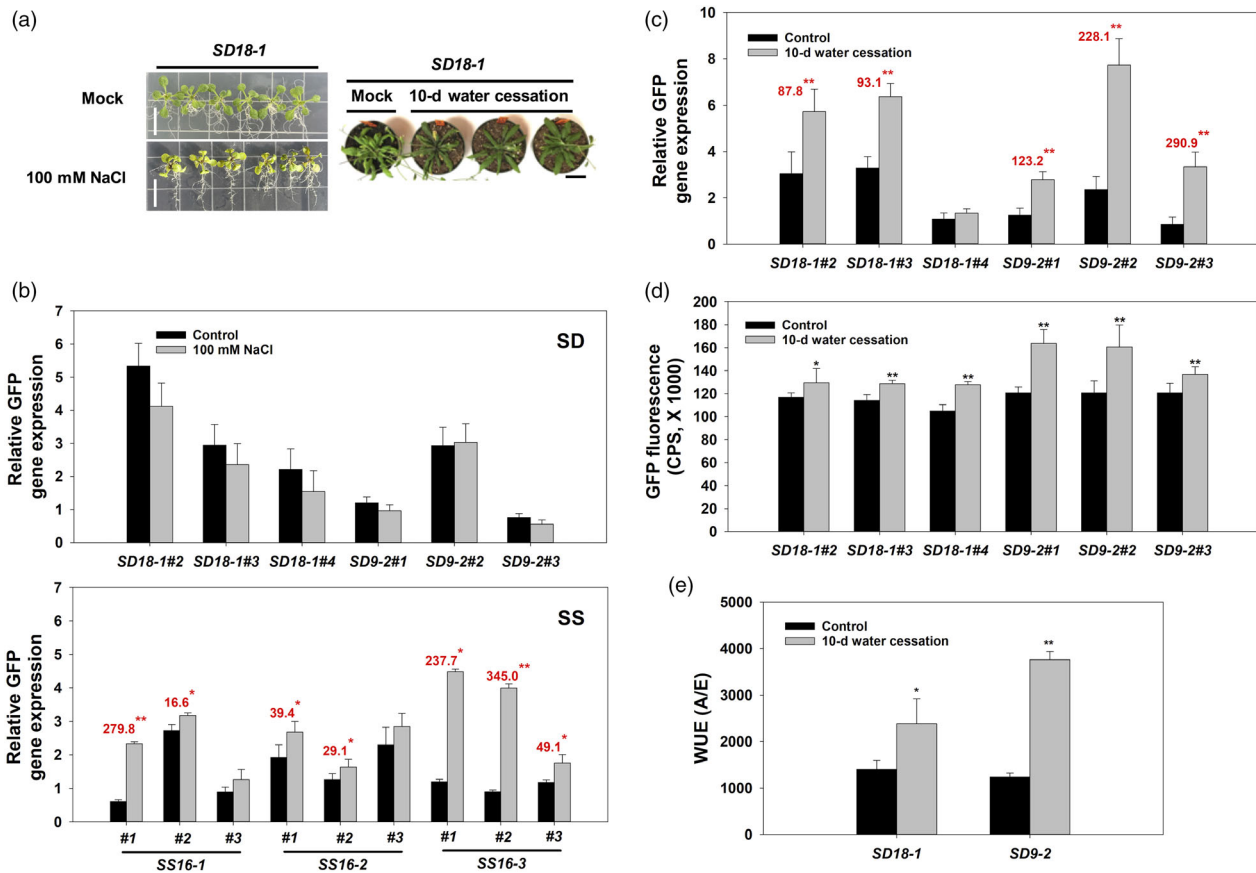 (a)
SD18-1
Mock
100 mM NaCl
SD18-1
Mock 10-d water cessation
(b)
Relative GFP
gene expression
7
6
5
4
3
2
1
0
Control
100 mM NaCl
SD
SD18-1#2 SD18-1#3 SD18-1#4 SD9-2#1 SD9-2#2 SD9-2#3
Relative GFP
gene expression
7
6
5
4
3
2
1
0
SS
279.8**
16.6*
39.4*
29.1*
237.7*
345.0**
49.1*
#1 #2 #3 #1 #2 #3 #1 #2 #3
SS16-1 SS16-2 SS16-3
(c)
Relative GFP
gene expression
10
8
6
4
2
0
Control
10-d water cessation
87.8**
93.1**
123.2**
228.1**
290.9**
SD18-1#2 SD18-1#3 SD18-1#4 SD9-2#1 SD9-2#2 SD9-2#3
(d)
GFP fluorescence
(CPS, X 1000)
200
180
160
140
120
100
80
60
40
20
0
Control
10-d water cessation
* ** ** ** ** **
SD18-1#2 SD18-1#3 SD18-1#4 SD9-2#1 SD9-2#2 SD9-2#3
(e)
WUE (A/E)
5000
4000
3000
2000
1000
0
Control
10-d water cessation
* **
SD18-1 SD9-2